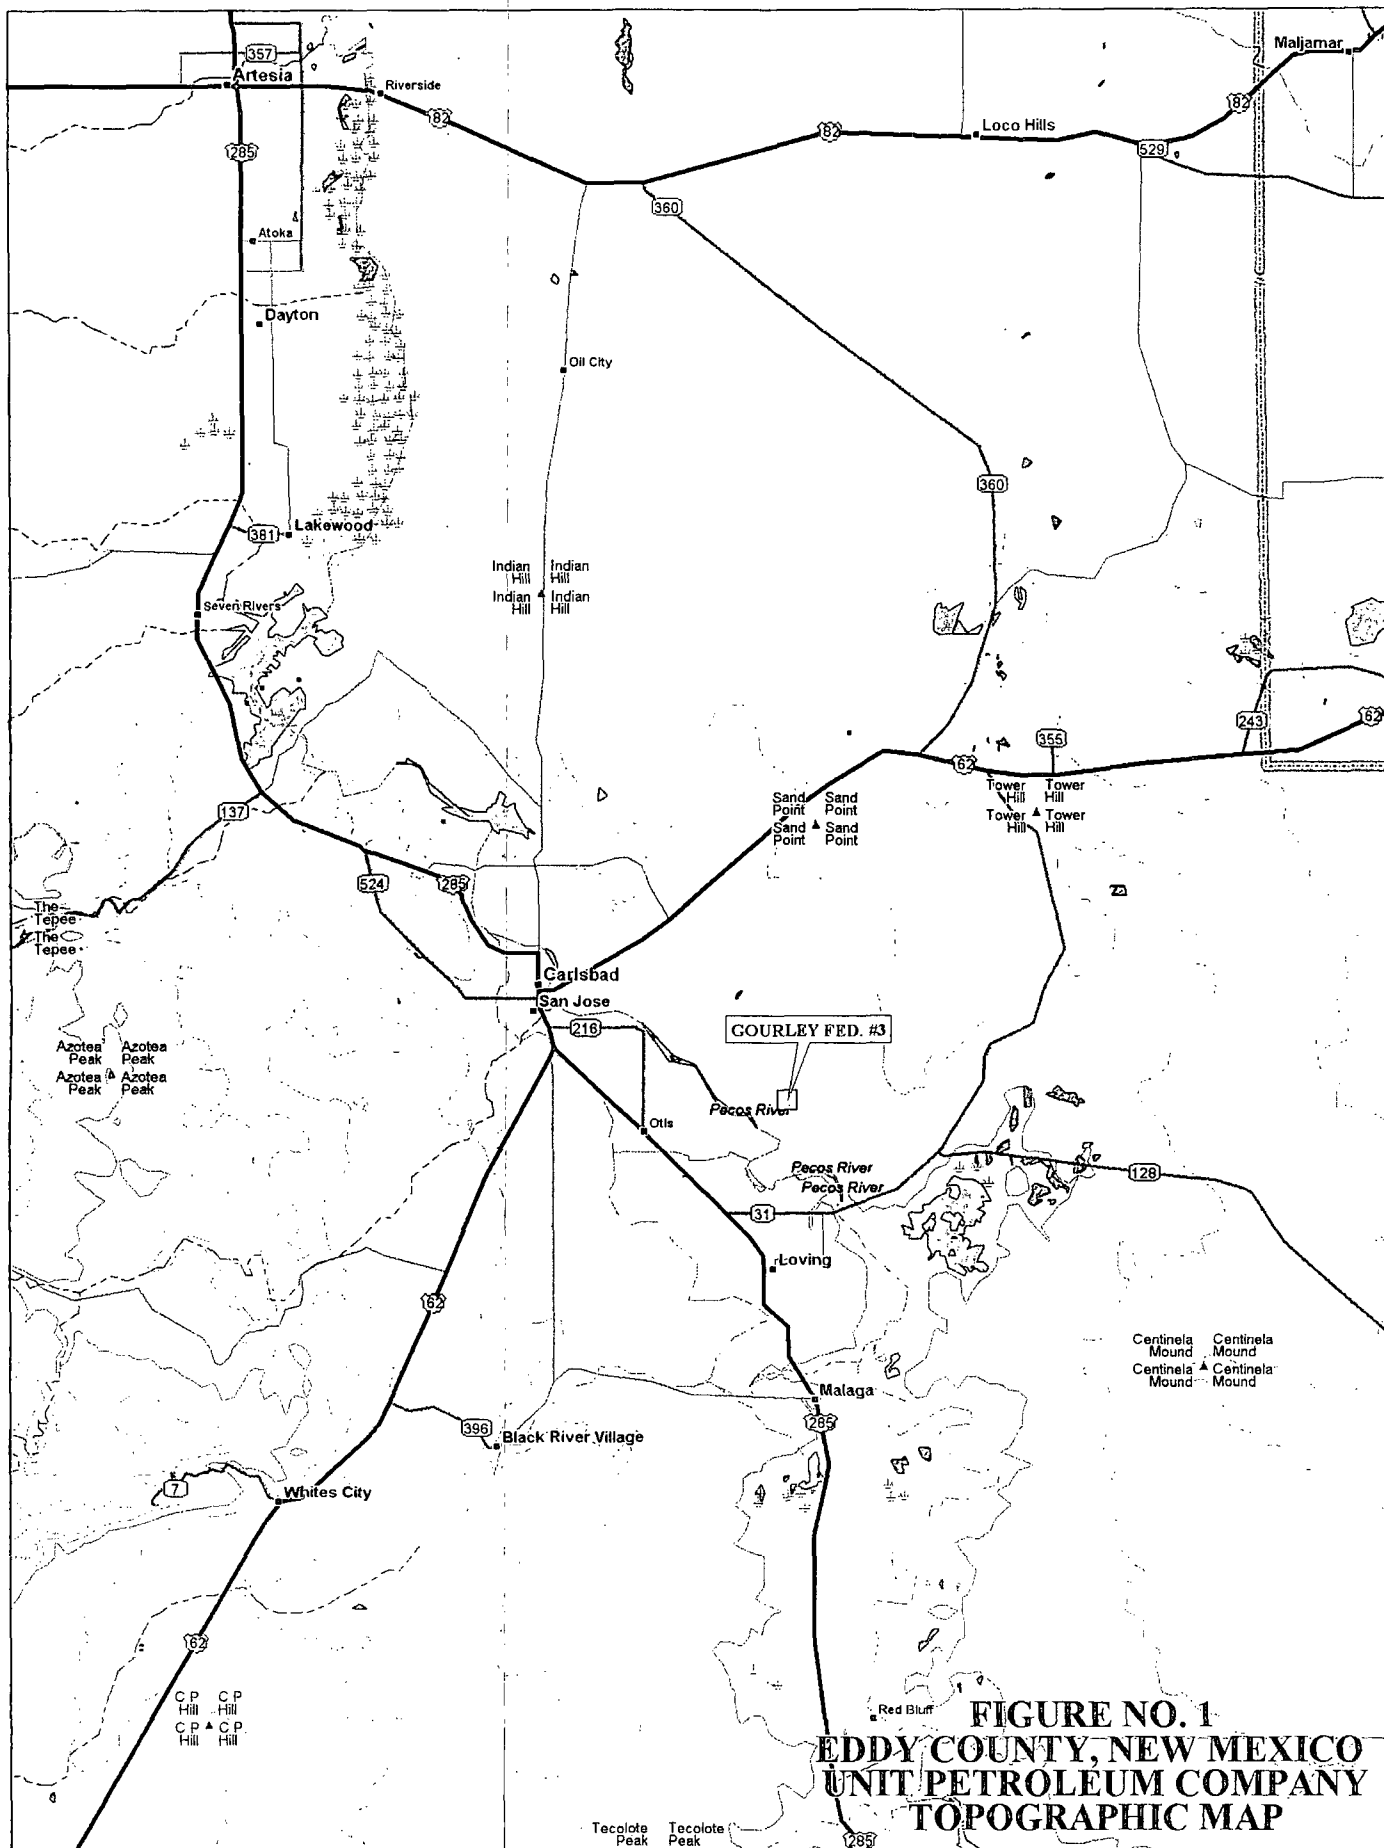 Maljamar
357
Artesia
Riverside
82
82
82
Loco Hills
529
285
360
Atoka
Dayton
Oil City
360
381
Lakewood
Indian
Hill
Indian
Hill
Indian
Hill
Indian
Hill
Seven Rivers
243
62
355
62
Tower
Hill
Tower
Hill
Tower
Hill
Tower
Hill
Sand
Point
Sand
Point
Sand
Point
Sand
Point
137
524
285
The
Tepee
The
Tepee
Carlsbad
San Jose
216
GOURLEY FED. #3
Azotea
Peak
Azotea
Peak
Azotea
Peak
Azotea
Peak
Pecos River
Otis
Pecos River
Pecos River
128
31
Loving
62
Centinela
Mound
Centinela
Mound
Centinela
Mound
Centinela
Mound
Malaga
285
396
Black River Village
7
Whites City
62
C P
Hill
C P
Hill
C P
Hill
C P
Hill
Red Bluff
FIGURE NO. 1
EDDY COUNTY, NEW MEXICO
UNIT PETROLEUM COMPANY
TOPOGRAPHIC MAP
Tecolote
Peak
Tecolote
Peak
285